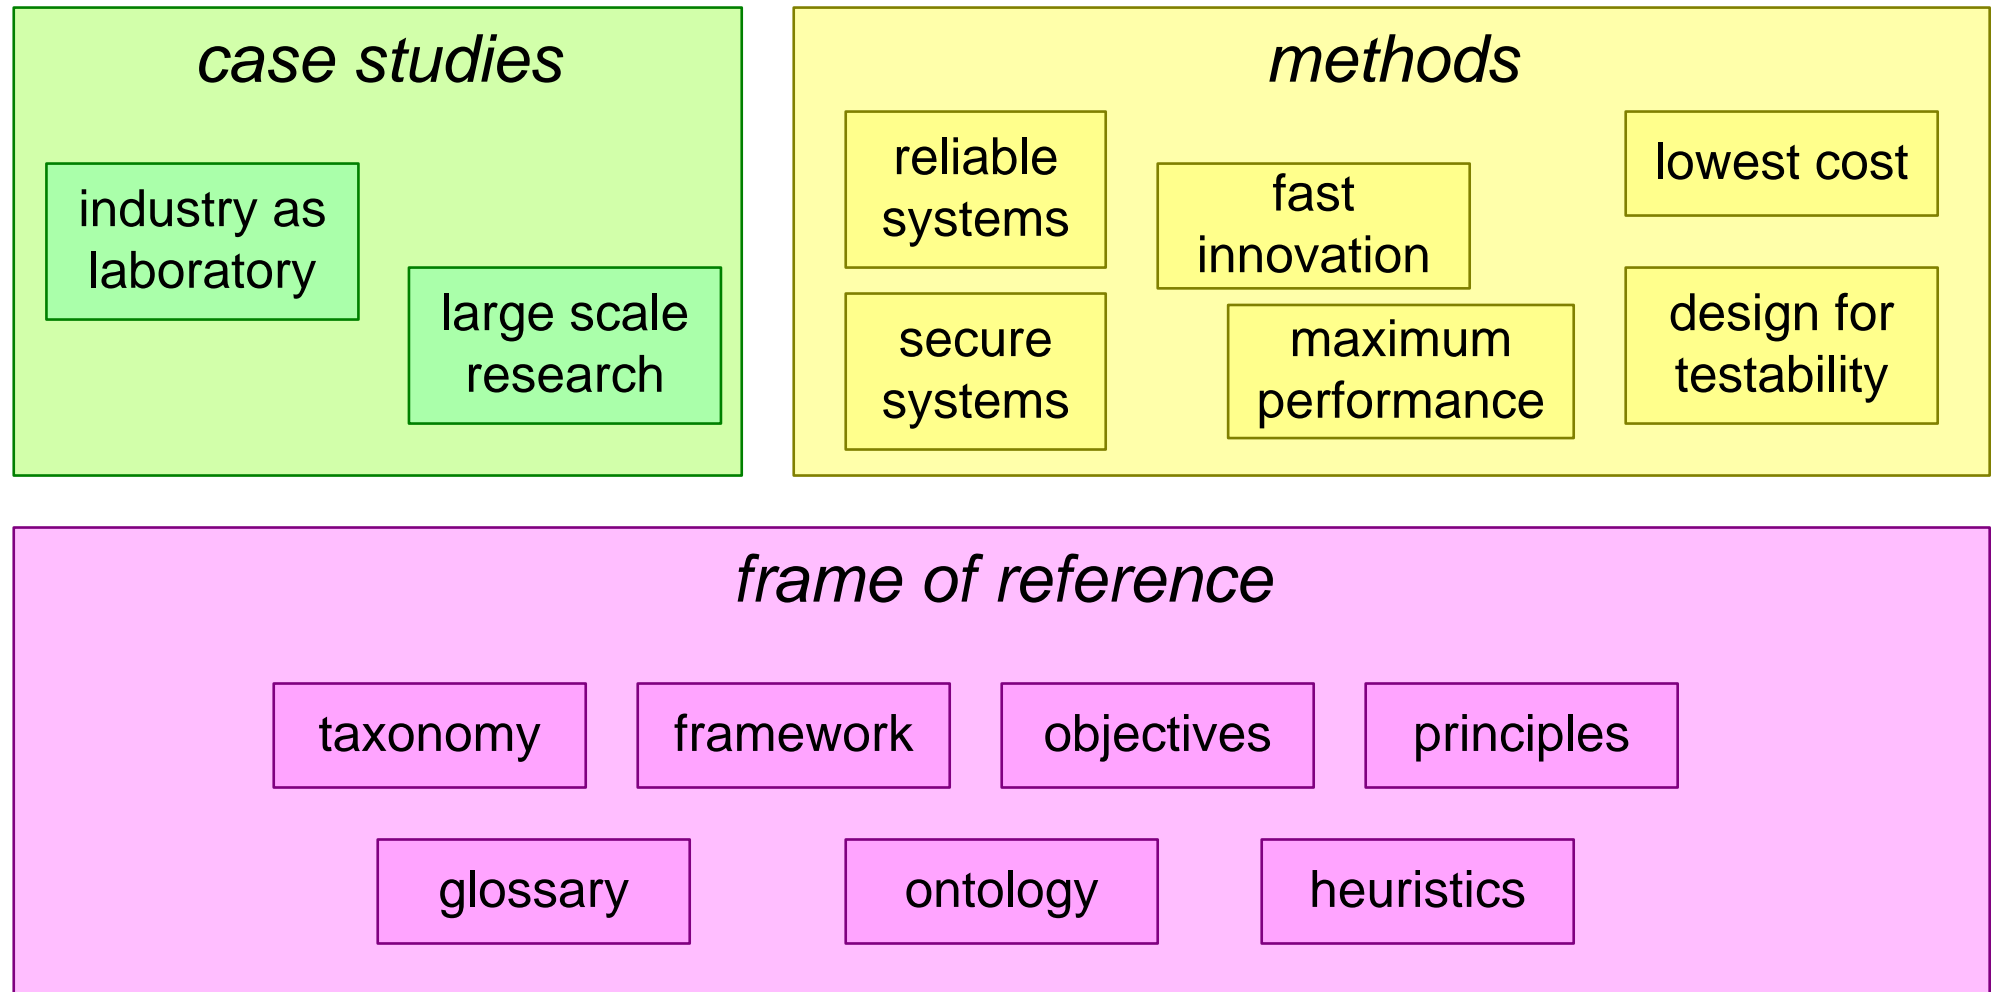 case studies
industry as
laboratory
large scale
research
methods
reliable
systems
secure
systems
fast
innovation
maximum
performance
lowest cost
design for
testability
frame of reference
taxonomy
framework
objectives
principles
glossary
ontology
heuristics